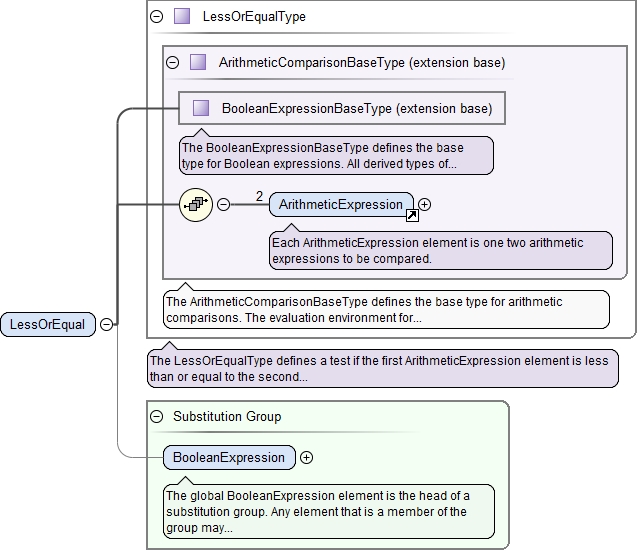 LessOrEqualType
ArithmeticComparisonBaseType (extension base)
BooleanExpressionBaseType (extension base)
The BooleanExpressionBaseType defines the base
type for Boolean expressions. All derived types of...
2
ArithmeticExpression
Each ArithmeticExpression element is one two arithmetic
expressions to be compared.
The ArithmeticComparisonBaseType defines the base type for arithmetic
comparisons. The evaluation environment for...
LessOrEqual
The LessOrEqualType defines a test if the first ArithmeticExpression element is less
than or equal to the second...
Substitution Group
BooleanExpression
The global BooleanExpression element is the head of a
substitution group. Any element that is a member of the
group may...